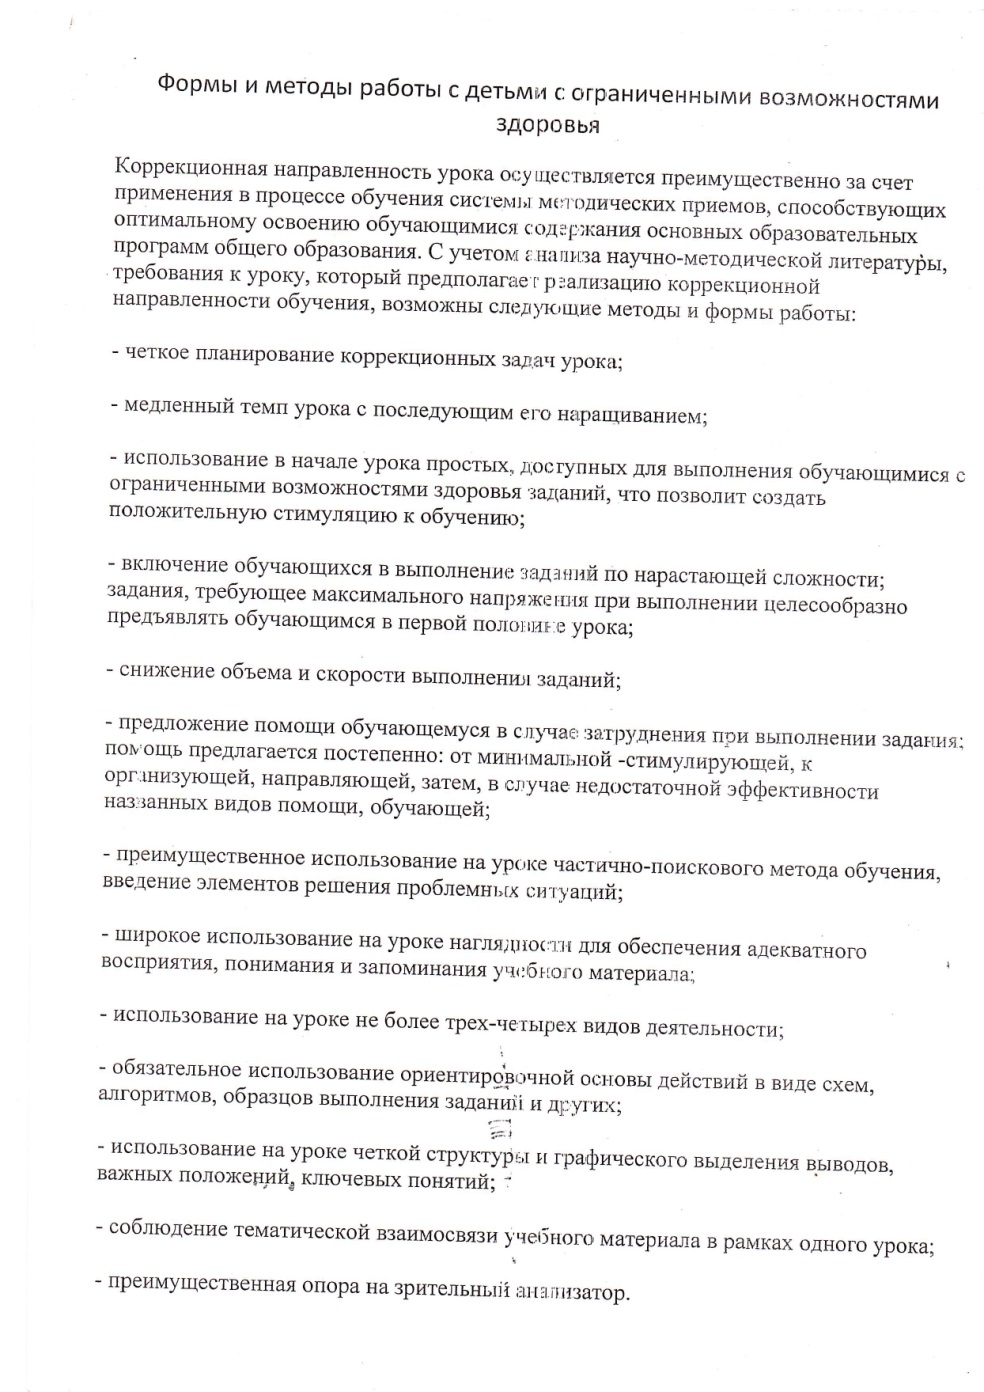 Формы и методы работы с детьми с ограниченными возможностями
здоровья
Коррекционная направленность урока осуществляется преимущественно за счет
применения в процессе обучения системы методических приемов, способствующих
оптимальному освоению обучающимися содержания основных образовательных
программ общего образования. С учетом анализа научно-методической литературы,
требования к уроку, который предполагает реализацию коррекционной
направленности обучения, возможны следующие методы и формы работы:
- четкое планирование коррекционных задач урока;
- медленный темп урока с последующим его наращиванием;
- использование в начале урока простых, доступных для выполнения обучающимися с
ограниченными возможностями здоровья заданий, что позволит создать
положительную стимуляцию к обучению;
- включение обучающихся в выполнение заданий по нарастающей сложности;
задания, требующее максимального напряжения при выполнении целесообразно
предъявлять обучающимся в первой половине урока;
- снижение объема и скорости выполнения заданий;
- предложение помощи обучающемуся в случае затруднения при выполнении задания;
помощь предлагается постепенно: от минимальной -стимулирующей, к
организующей, направляющей, затем, в случае недостаточной эффективности
названных видов помощи, обучающей;
- преимущественное использование на уроке частично-поискового метода обучения,
введение элементов решения проблемных ситуаций;
- широкое использование на уроке наглядности для обеспечения адекватного
восприятия, понимания и запоминания учебного материала;
- использование на уроке не более трех-четырех видов деятельности;
- обязательное использование ориентировочной основы действий в виде схем,
алгоритмов, образцов выполнения заданий и других;
- использование на уроке четкой структуры и графического выделения выводов,
важных положений, ключевых понятий;
- соблюдение тематической взаимосвязи учебного материала в рамках одного урока;
- преимущественная опора на зрительный анализатор.